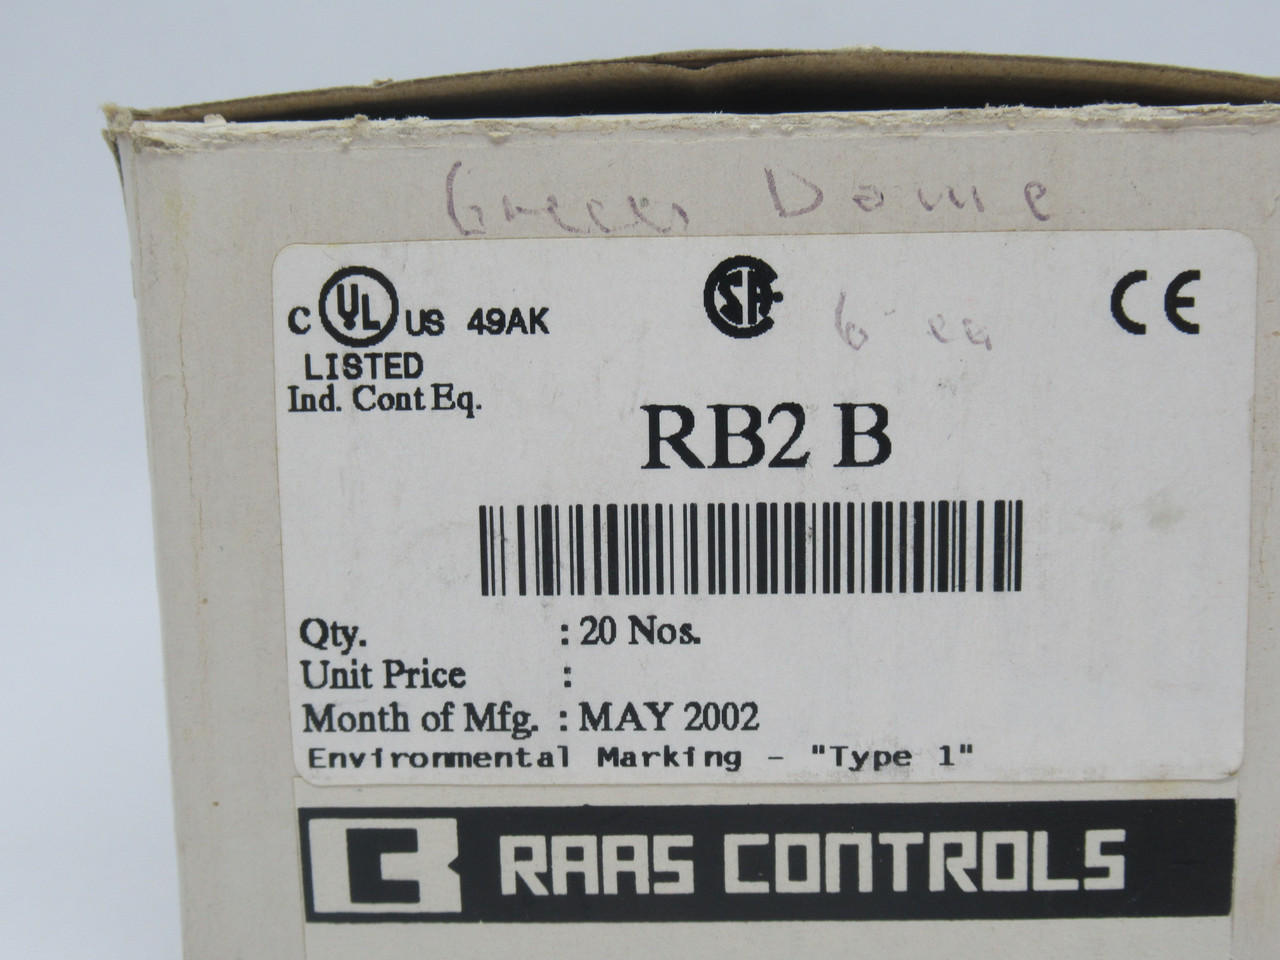 Green Dome
C UL US 49AK
LISTED
Ind. Cont Eq.
SA
6 ea
CE
RB2 B
Qty. : 20 Nos.
Unit Price :
Month of Mfg. : MAY 2002
Environmental Marking - "Type 1"
RAAS CONTROLS